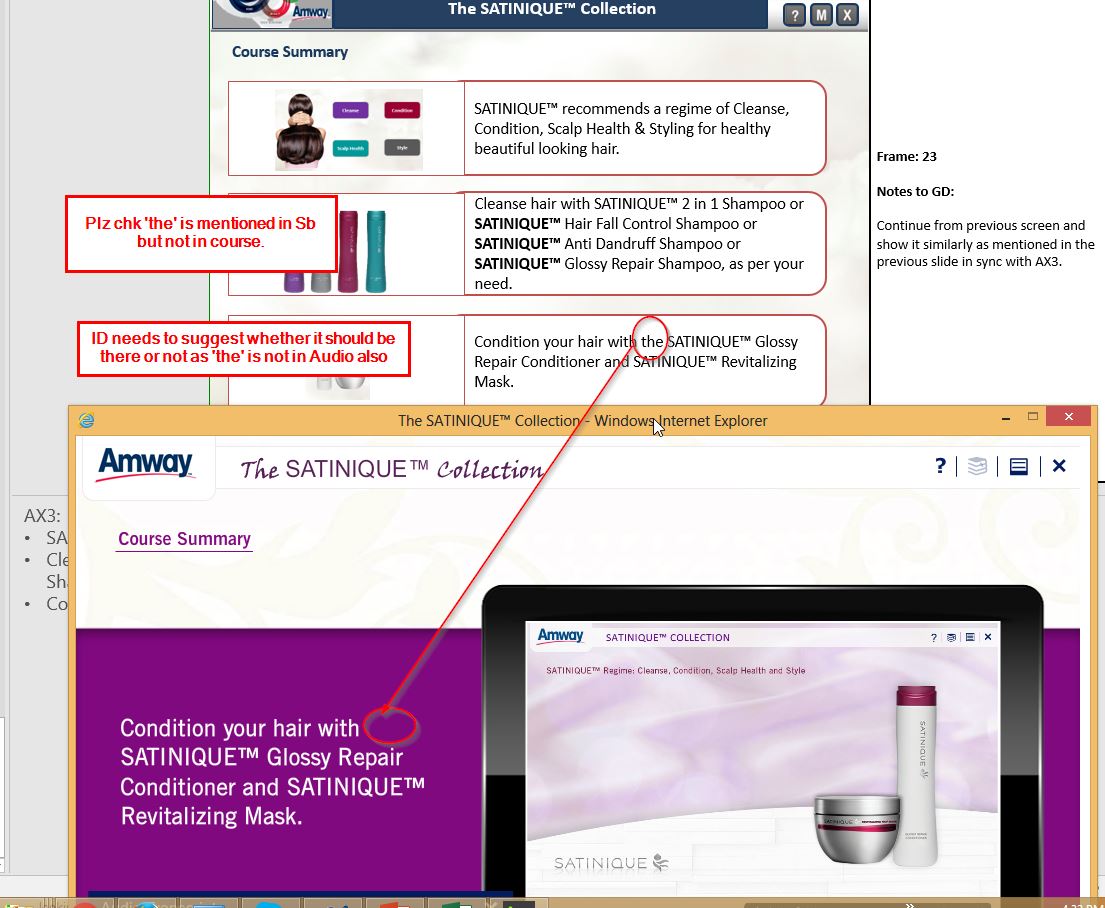 Amway
The SATINIQUE™ Collection
? M X
Course Summary
Cleanse
Condition
Scalp Health
Style
SATINIQUE™ recommends a regime of Cleanse,
Condition, Scalp Health & Styling for healthy
beautiful looking hair.
Frame: 23
Notes to GD:
Continue from previous screen and
show it similarly as mentioned in the
previous slide in sync with AX3.
Plz chk 'the' is mentioned in Sb
but not in course.
Cleanse hair with SATINIQUE™ 2 in 1 Shampoo or
SATINIQUE™ Hair Fall Control Shampoo or
SATINIQUE™ Anti Dandruff Shampoo or
SATINIQUE™ Glossy Repair Shampoo, as per your
need.
ID needs to suggest whether it should be
there or not as 'the' is not in Audio also
Condition your hair with the SATINIQUE™ Glossy
Repair Conditioner and SATINIQUE™ Revitalizing
Mask.
The SATINIQUE™ Collection - Windows Internet Explorer
Amway
The SATINIQUE™ Collection
?
AX3:
• SA
• Cle
Sha
• Co
Course Summary
Amway
SATINIQUE™ COLLECTION
?
SATINIQUE™ Regime: Cleanse, Condition, Scalp Health and Style
Condition your hair with
SATINIQUE™ Glossy Repair
Conditioner and SATINIQUE™
Revitalizing Mask.
SATINIQUE
SATINIQUE
SATINIQUE